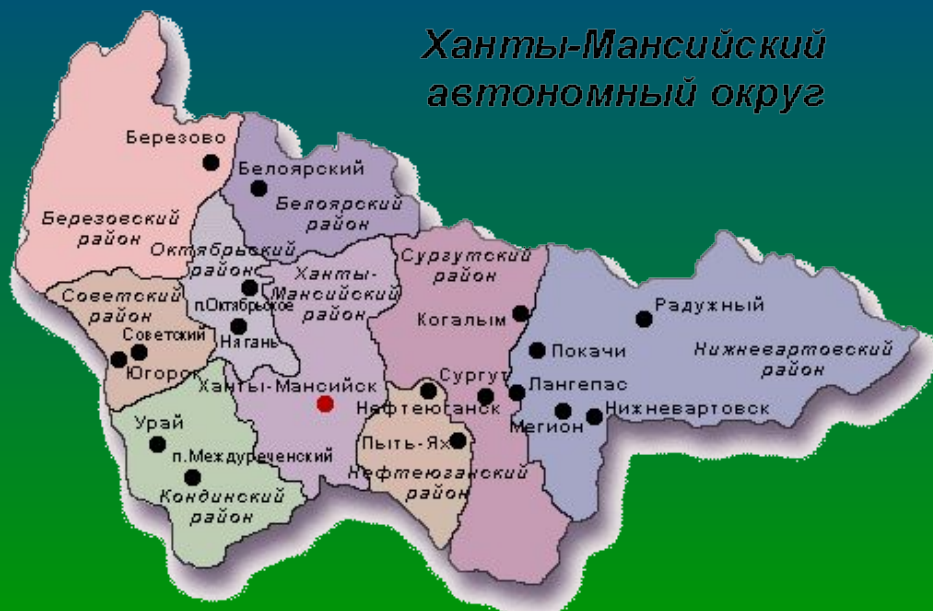 Ханты-Мансийский
автономный округ
Березово
Белоярский
Белоярский
район
Березовский
район
Октябрьский
район
Сургутский
район
Ханты-
Мансийский
район
Советский
район
п.Октябрьское
Радужный
Когалым
Советский
Нягань
Покачи
Нижневартовский
район
Югорск
Ханты-Мансийск
Сургут
Лангепас
Нефтеюганск
Нижневартовск
Мегион
Урай
Пыть-Ях
п.Междуреченский
Нефтеюганский
район
Кондинский
район